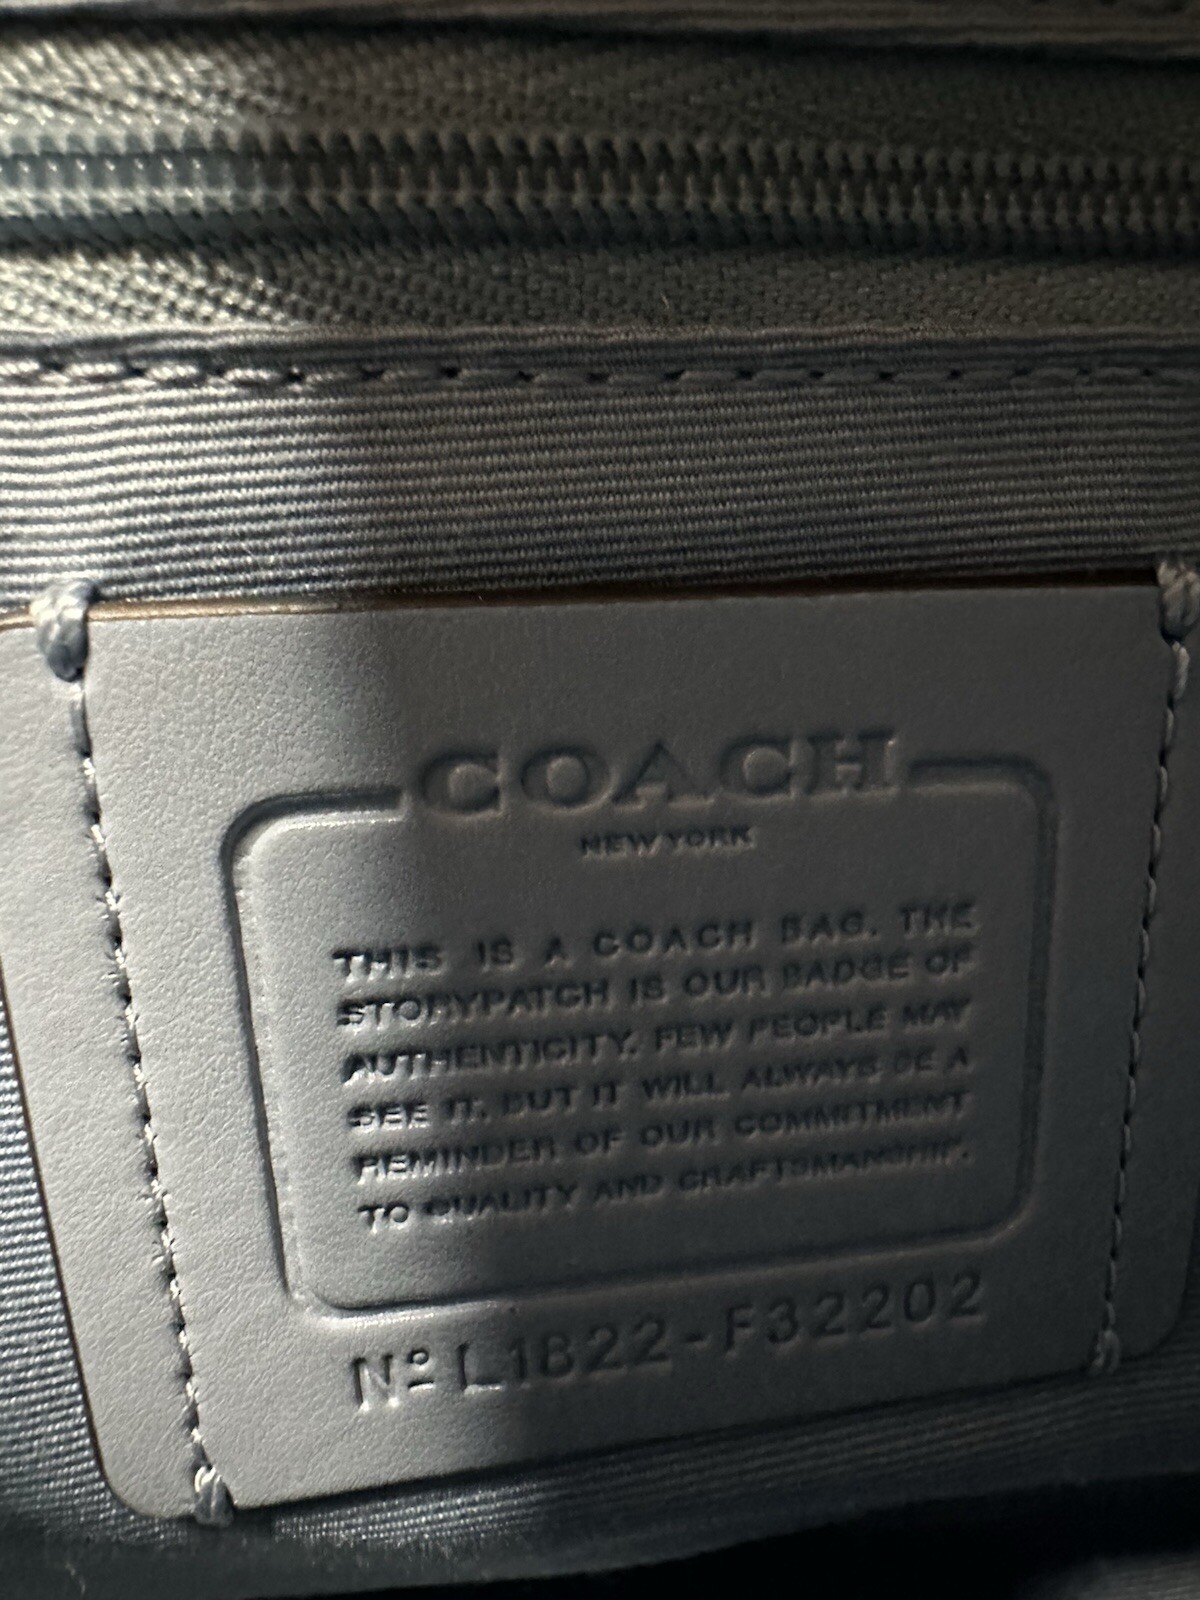 COACH
NEW YORK
THIS IS A COACH BAG. THE
STORYPATCH IS OUR BADGE OF
AUTHENTICITY. FEW PEOPLE MAY
SEE IT. BUT IT WILL ALWAYS BE A
REMINDER OF OUR COMMITMENT
TO QUALITY AND CRAFTSMANSHIP.
Nº L1822-F32202